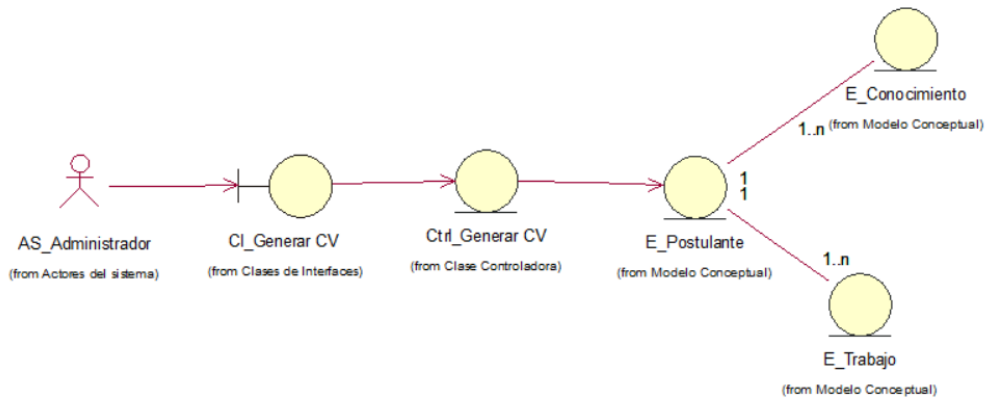 E_Conocimiento
(from Modelo Conceptual)
1..n
1
1
AS_Administrador
(from Actores del sistema)
CI_Generar CV
(from Clases de Interfaces)
Ctrl_Generar CV
(from Clase Controladora)
E_Postulante
(from Modelo Conceptual)
1..n
E_Trabajo
(from Modelo Conceptual)